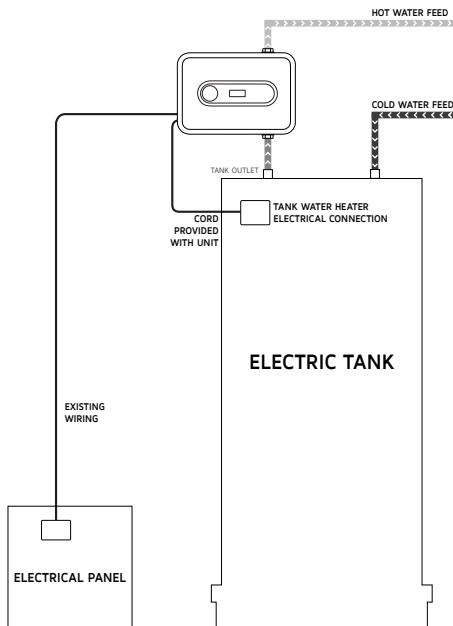 HOT WATER FEED
COLD WATER FEED
TANK OUTLET
TANK WATER HEATER
ELECTRICAL CONNECTION
CORD
PROVIDED
WITH UNIT
ELECTRIC TANK
EXISTING
WIRING
ELECTRICAL PANEL